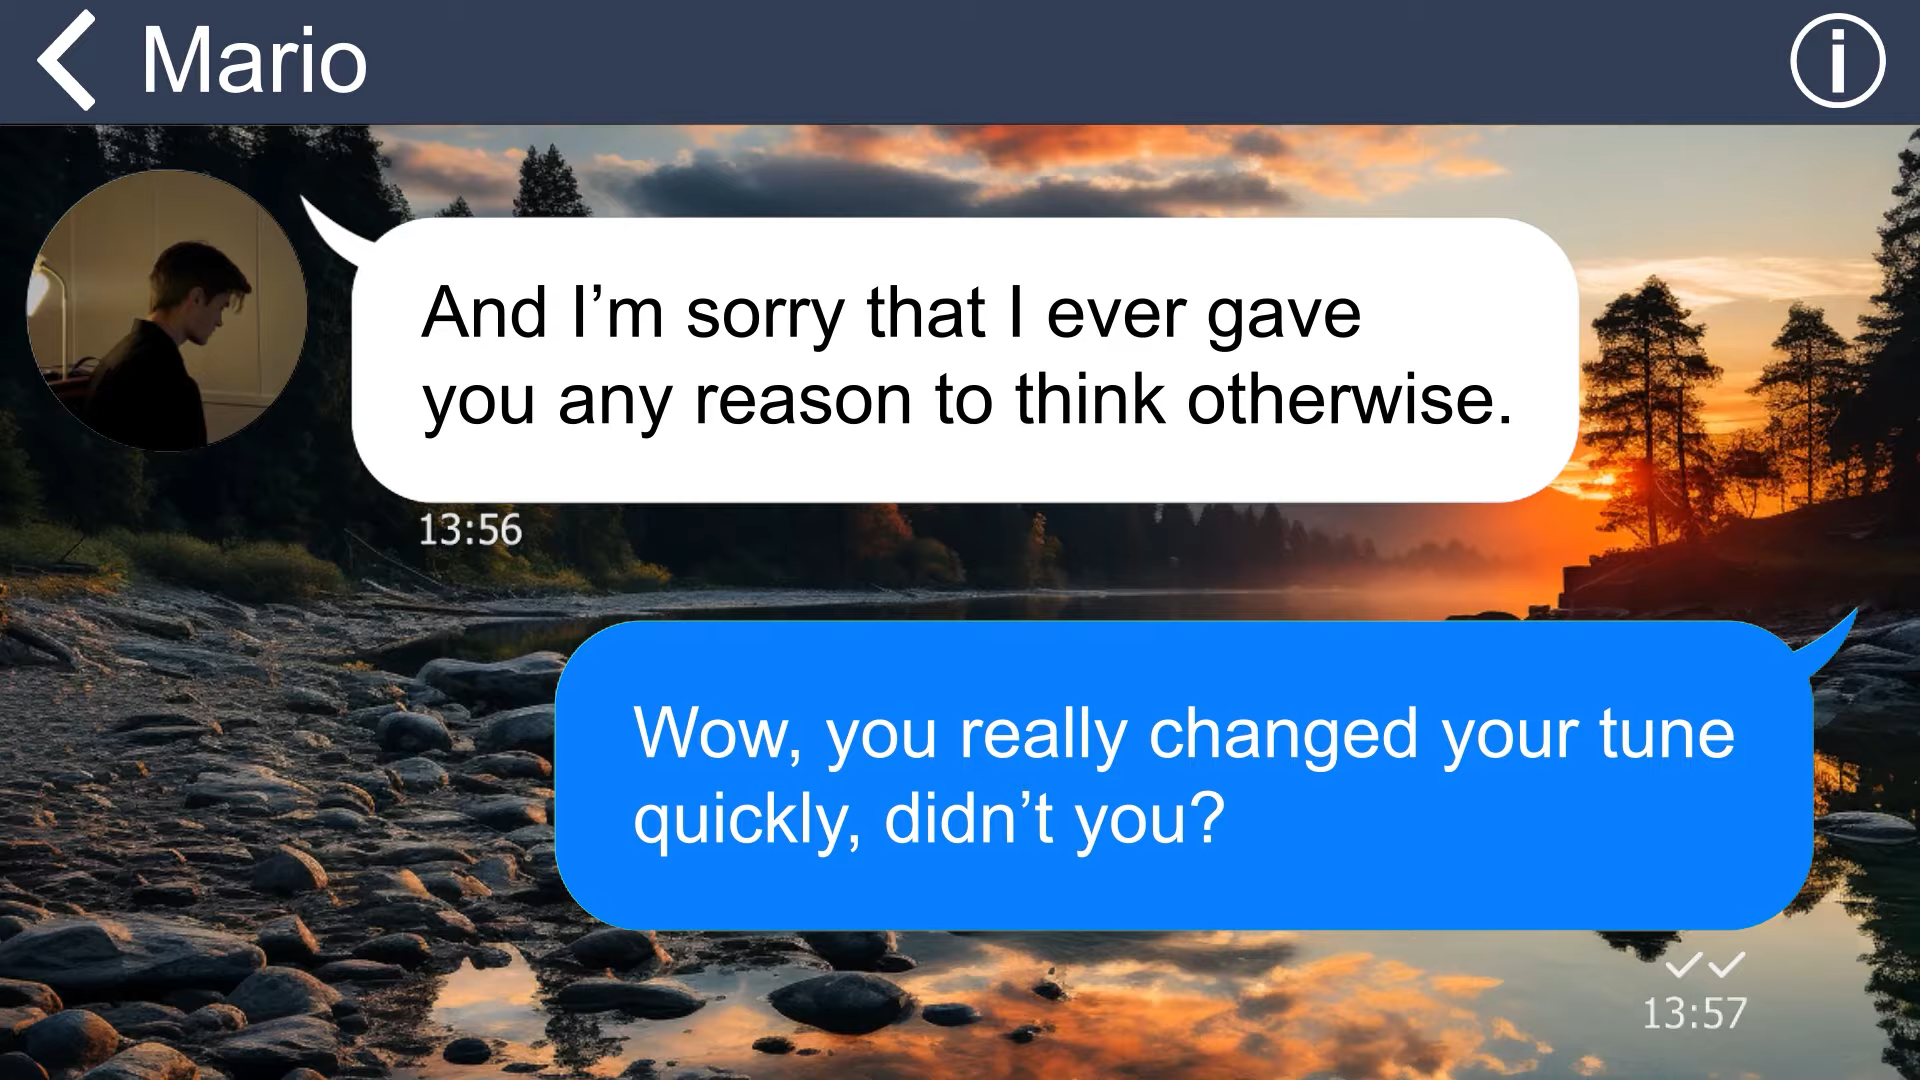 Mario
And I’m sorry that I ever gave
you any reason to think otherwise.
13:56
Wow, you really changed your tune
quickly, didn’t you?
13:57